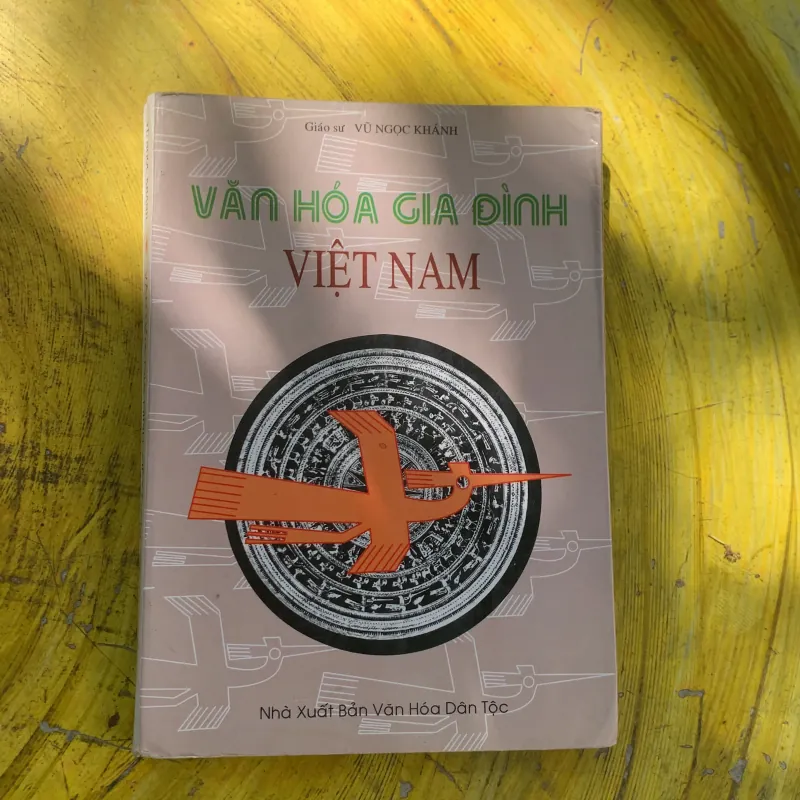 Giáo sư VŨ NGỌC KHÁNH
VĂN HÓA GIA ĐÌNH
VIỆT NAM
Nhà Xuất Bản Văn Hóa Dân Tộc